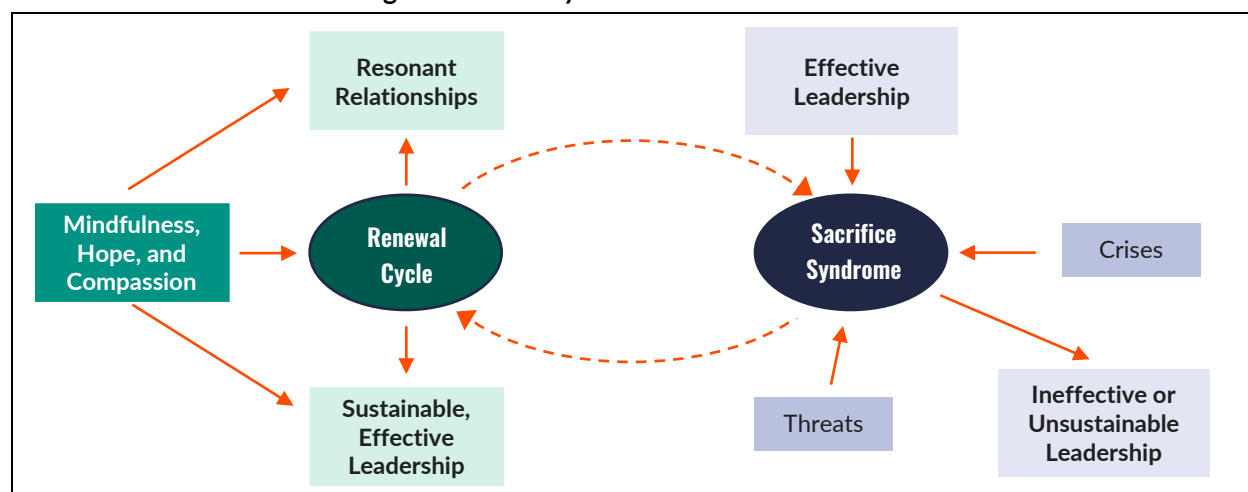 Resonant
Relationships
Effective
Leadership
Mindfulness,
Hope, and
Compassion
Renewal
Cycle
Sacrifice
Syndrome
Crises
Sustainable,
Effective
Leadership
Threats
Ineffective or
Unsustainable
Leadership